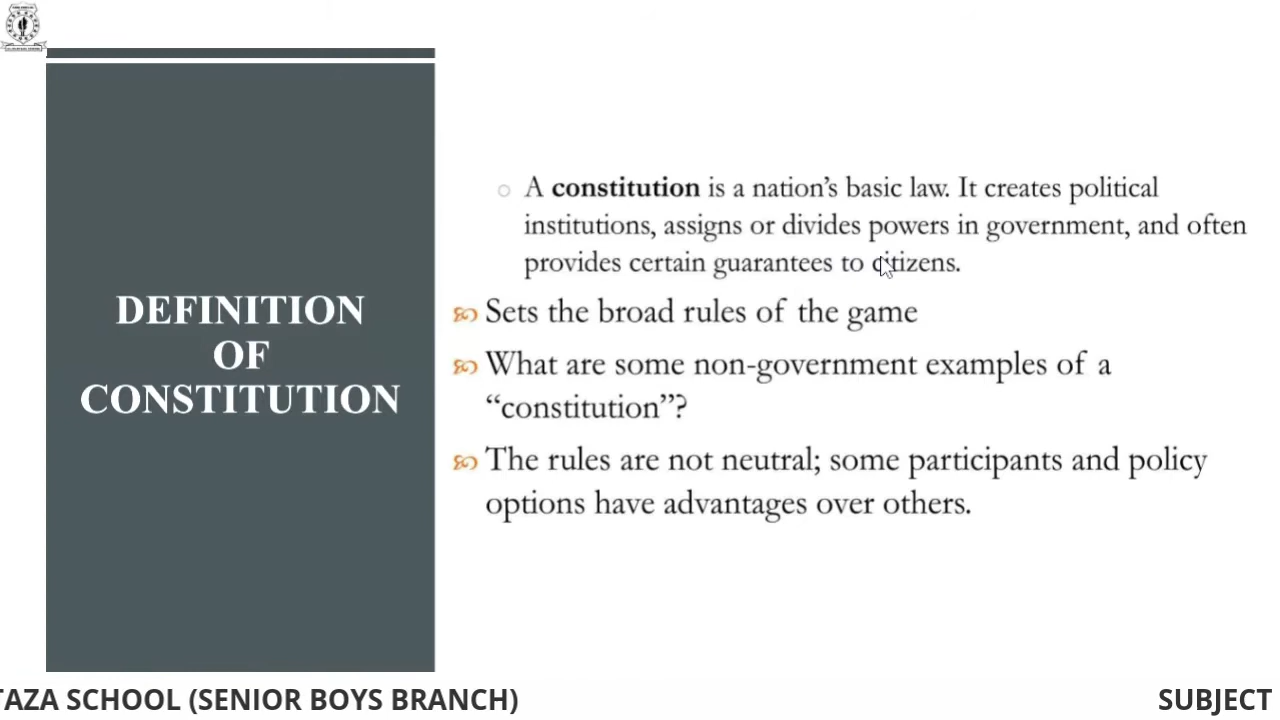 DEFINITION
OF
CONSTITUTION
A constitution is a nation's basic law. It creates political
institutions, assigns or divides powers in government, and often
provides certain guarantees to citizens.
Sets the broad rules of the game
What are some non-government examples of a
“constitution”?
The rules are not neutral; some participants and policy
options have advantages over others.
TAZA SCHOOL (SENIOR BOYS BRANCH)
SUBJECT